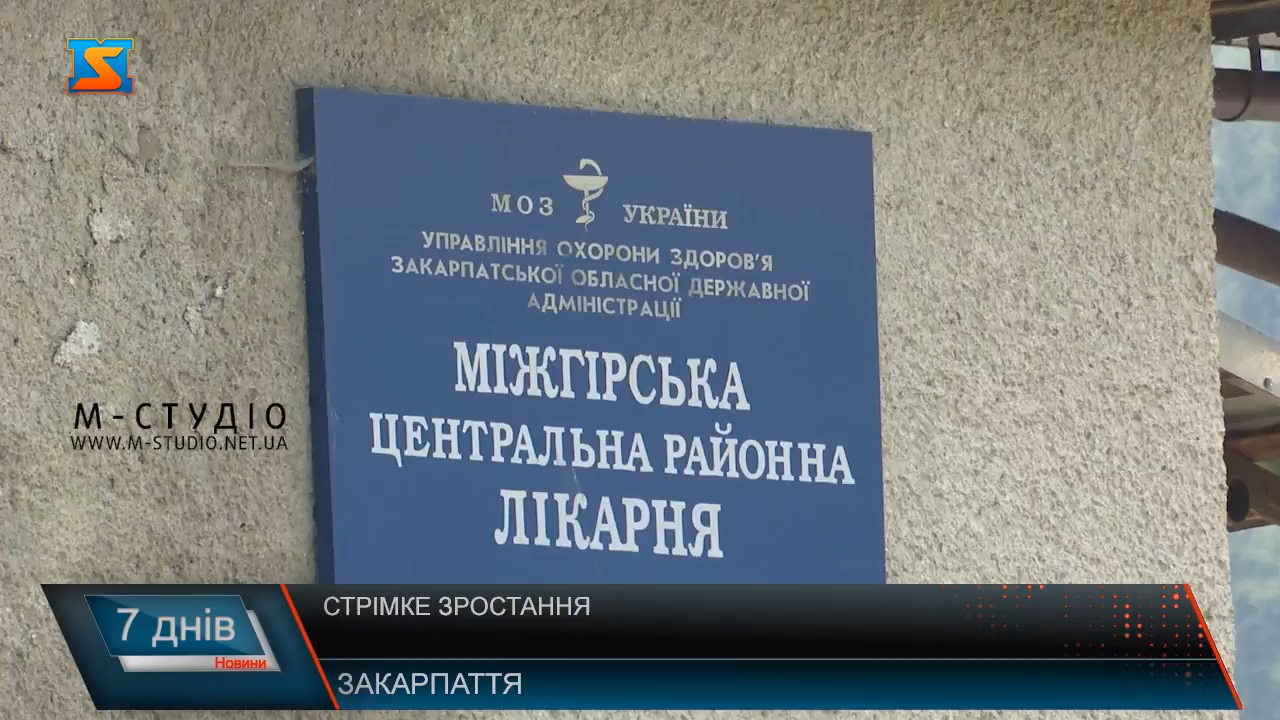 МОЗ УКРАЇНИ
УПРАВЛІННЯ ОХОРОНИ ЗДОРОВ'Я
ЗАКАРПАТСЬКОЇ ОБЛАСНОЇ ДЕРЖАВНОЇ
АДМІНІСТРАЦІЇ
МІЖГІРСЬКА
ЦЕНТРАЛЬНА РАЙОННА
ЛІКАРНЯ
М-СТУДІО
WWW.M-STUDIO.NET.UA
7 днів
Новини
СТРІМКЕ ЗРОСТАННЯ
ЗАКАРПАТТЯ